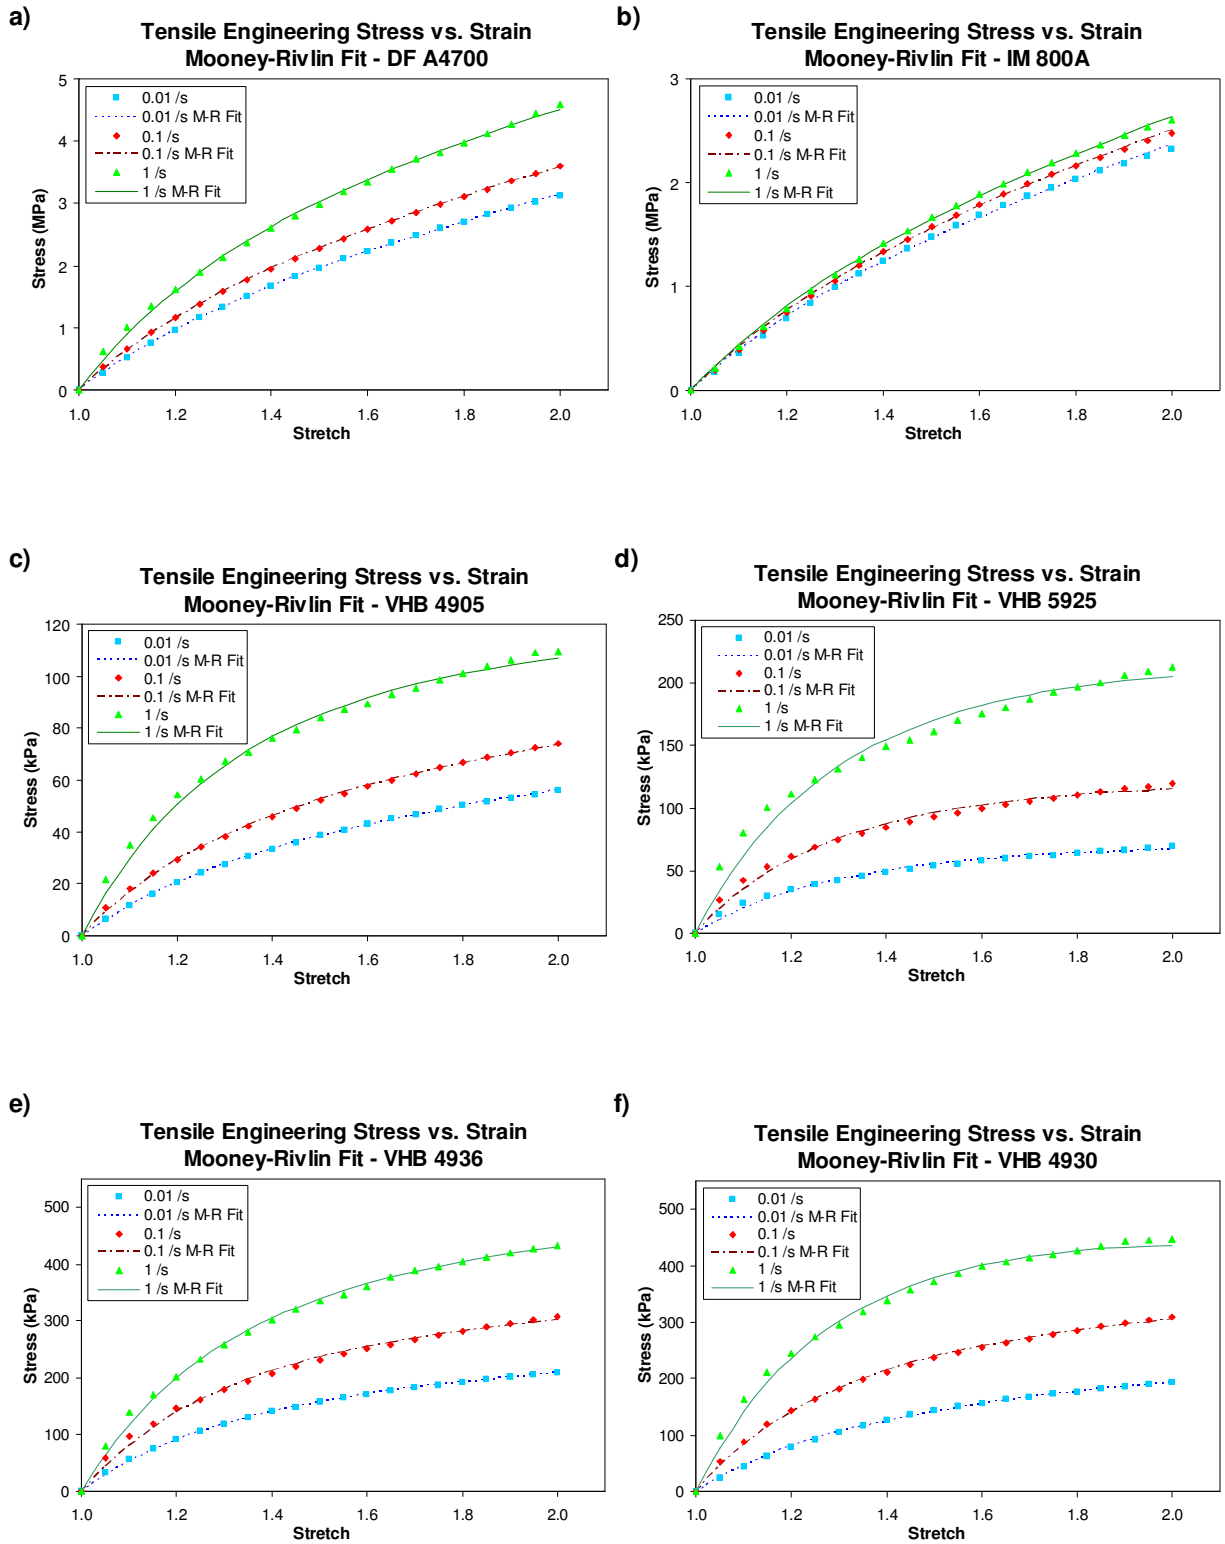 a)
Tensile Engineering Stress vs. Strain
Mooney-Rivlin Fit - DF A4700
5
4
3
2
1
0
Stress (MPa)
0.01 /s
0.01 /s M-R Fit
0.1 /s
0.1 /s M-R Fit
1 /s
1 /s M-R Fit
1.0 1.2 1.4 1.6 1.8 2.0
Stretch
b)
Tensile Engineering Stress vs. Strain
Mooney-Rivlin Fit - IM 800A
3
2
1
0
Stress (MPa)
0.01 /s
0.01 /s M-R Fit
0.1 /s
0.1 /s M-R Fit
1 /s
1 /s M-R Fit
1.0 1.2 1.4 1.6 1.8 2.0
Stretch
c)
Tensile Engineering Stress vs. Strain
Mooney-Rivlin Fit - VHB 4905
120
100
80
60
40
20
0
Stress (kPa)
0.01 /s
0.01 /s M-R Fit
0.1 /s
0.1 /s M-R Fit
1 /s
1 /s M-R Fit
1.0 1.2 1.4 1.6 1.8 2.0
Stretch
d)
Tensile Engineering Stress vs. Strain
Mooney-Rivlin Fit - VHB 5925
250
200
150
100
50
0
Stress (kPa)
0.01 /s
0.01 /s M-R Fit
0.1 /s
0.1 /s M-R Fit
1 /s
1 /s M-R Fit
1.0 1.2 1.4 1.6 1.8 2.0
Stretch
e)
Tensile Engineering Stress vs. Strain
Mooney-Rivlin Fit - VHB 4936
500
400
300
200
100
0
Stress (kPa)
0.01 /s
0.01 /s M-R Fit
0.1 /s
0.1 /s M-R Fit
1 /s
1 /s M-R Fit
1.0 1.2 1.4 1.6 1.8 2.0
Stretch
f)
Tensile Engineering Stress vs. Strain
Mooney-Rivlin Fit - VHB 4930
500
400
300
200
100
0
Stress (kPa)
0.01 /s
0.01 /s M-R Fit
0.1 /s
0.1 /s M-R Fit
1 /s
1 /s M-R Fit
1.0 1.2 1.4 1.6 1.8 2.0
Stretch